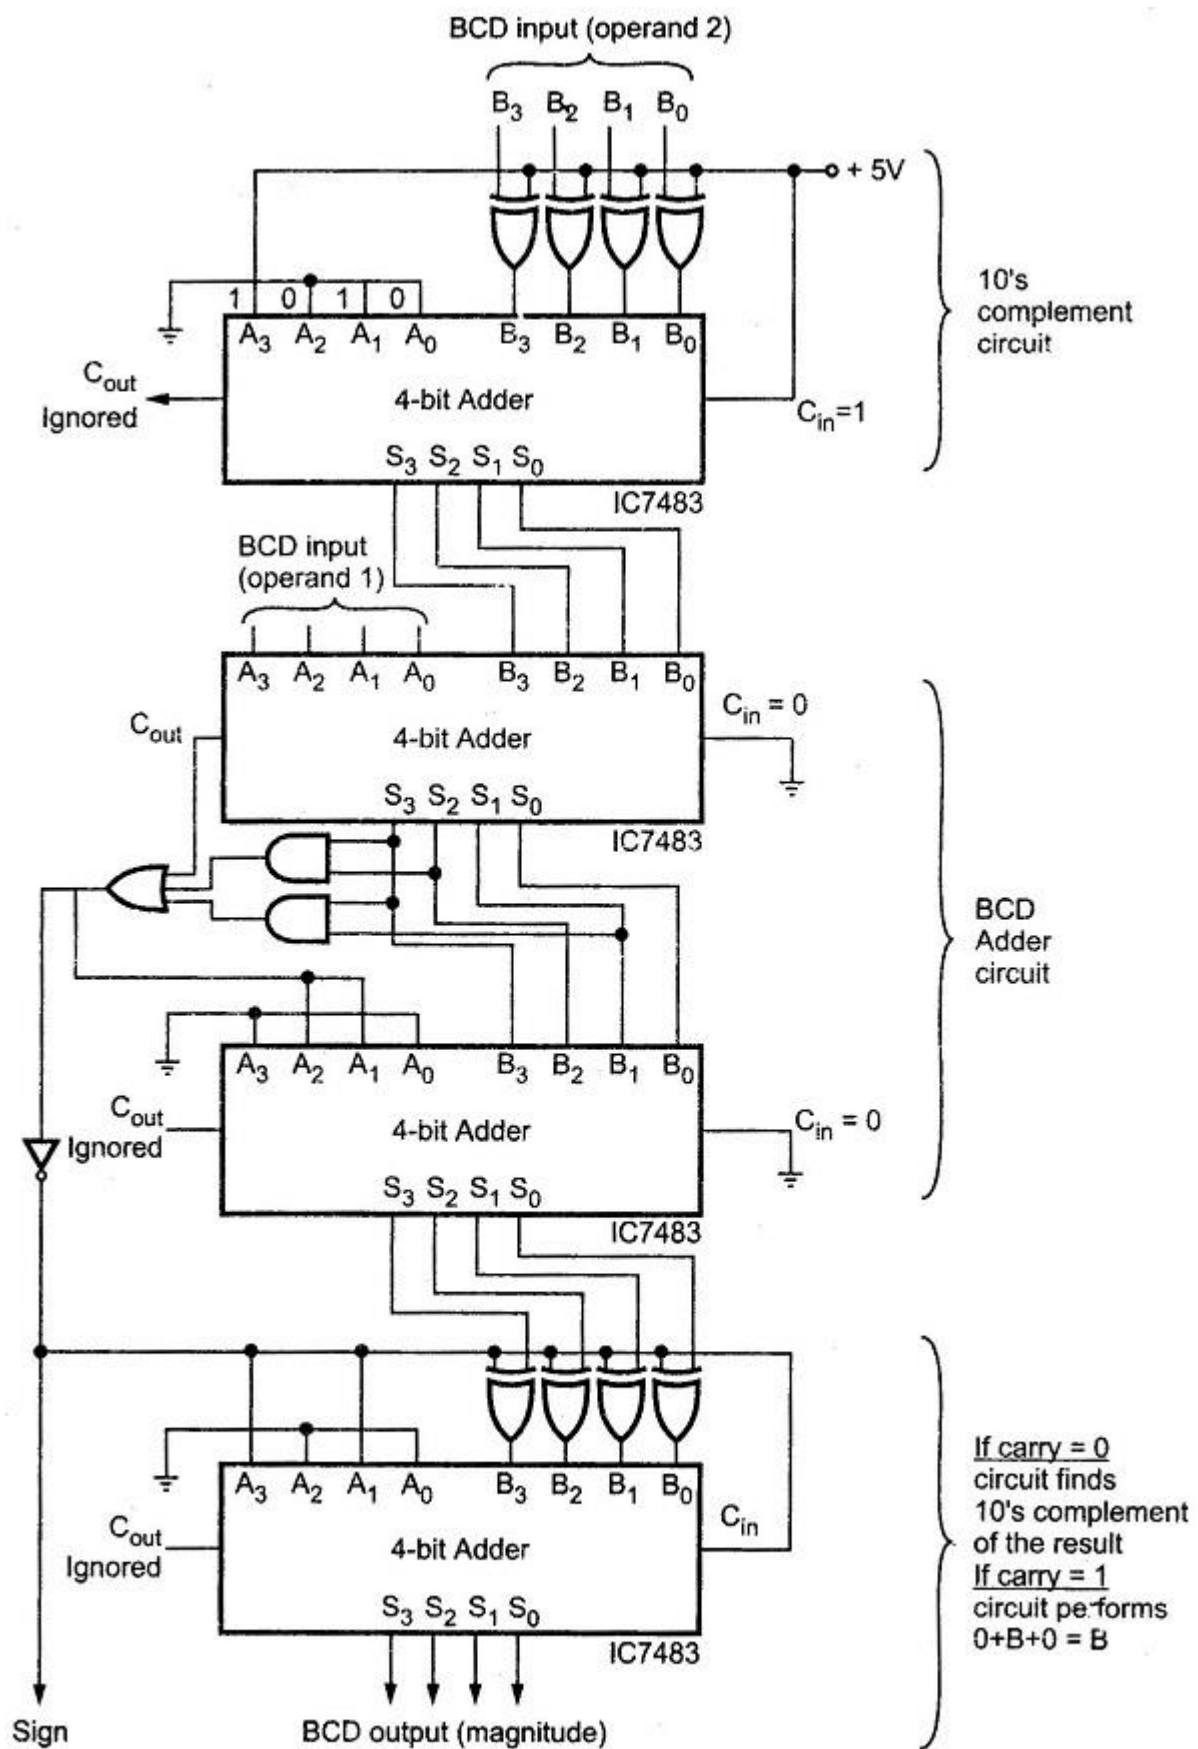 BCD input (operand 2)
B3 B2 B1 B0
+ 5V
1 0 1 0
A3 A2 A1 A0 B3 B2 B1 B0
Cout
Ignored
4-bit Adder
Cin=1
S3 S2 S1 S0
IC7483
10's
complement
circuit
BCD input
(operand 1)
A3 A2 A1 A0 B3 B2 B1 B0
Cout
4-bit Adder
Cin = 0
S3 S2 S1 S0
IC7483
BCD
Adder
circuit
A3 A2 A1 A0 B3 B2 B1 B0
Cout
Ignored
4-bit Adder
Cin = 0
S3 S2 S1 S0
IC7483
A3 A2 A1 A0 B3 B2 B1 B0
Cout
Ignored
4-bit Adder
Cin
S3 S2 S1 S0
IC7483
If carry = 0
circuit finds
10's complement
of the result
If carry = 1
circuit performs
0+B+0 = B
Sign
BCD output (magnitude)